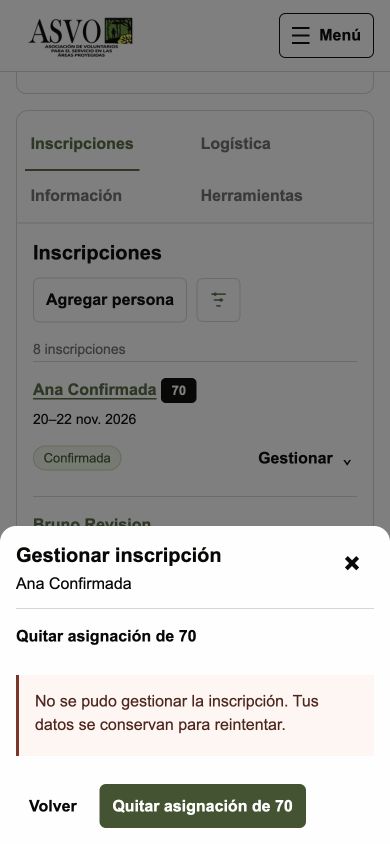 ASVO
ASOCIACIÓN DE VOLUNTARIOS
PARA EL SERVICIO EN LAS
ÁREAS PROTEGIDAS
Menú
Inscripciones
Logística
Información
Herramientas
Inscripciones
Agregar persona
8 inscripciones
Ana Confirmada 70
20–22 nov. 2026
Confirmada
Gestionar
Bruno Revision
Gestionar inscripción
Ana Confirmada
Quitar asignación de 70
No se pudo gestionar la inscripción. Tus
datos se conservan para reintentar.
Volver
Quitar asignación de 70